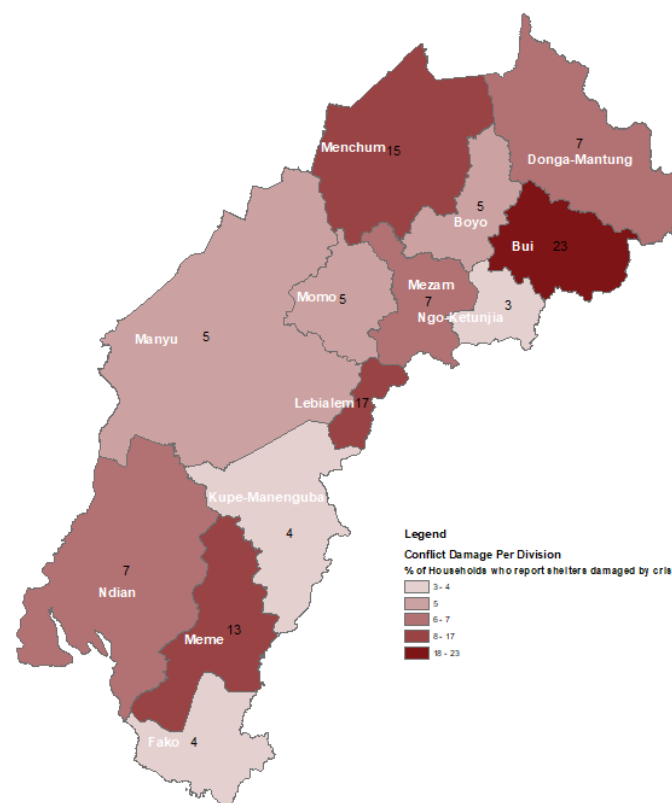 Menchum 15
7
Donga-Mantung
5
Boyo
Bui 23
Mezam
7
Momo 5
3
Ngo-Ketunjia
5
Manyu
Lebialem 17
Kupe-Manenguba
4
7
Ndian
13
Meme
Fako 4
Legend
Conflict Damage Per Division
% of Households who report shelters damaged by cris
3 - 4
5
6 - 7
8 - 17
18 - 23